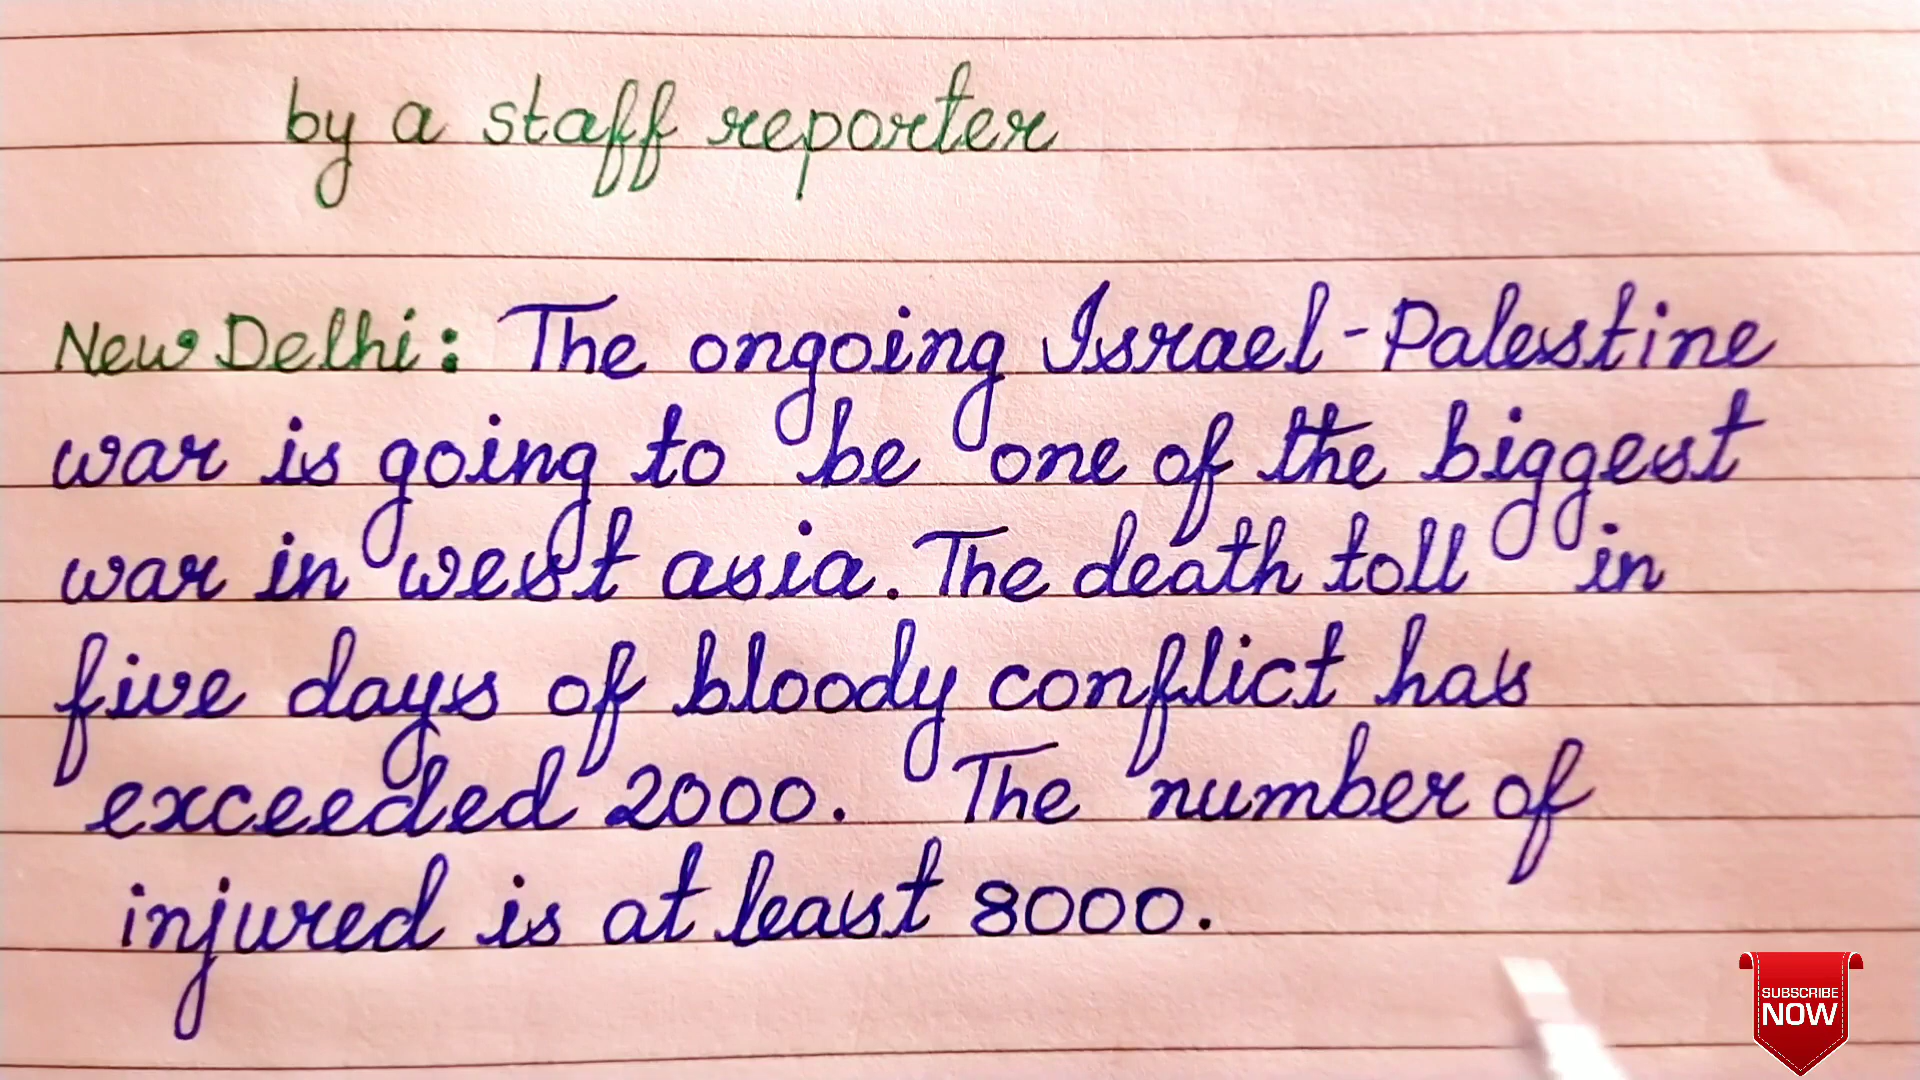 by a staff reporter
New Delhi: The ongoing Israel-Palestine
war is going to be one of the biggest
war in west asia. The death toll in
five days of bloody conflict has
exceeded 2000. The number of
injured is at least 8000.
SUBSCRIBE
NOW